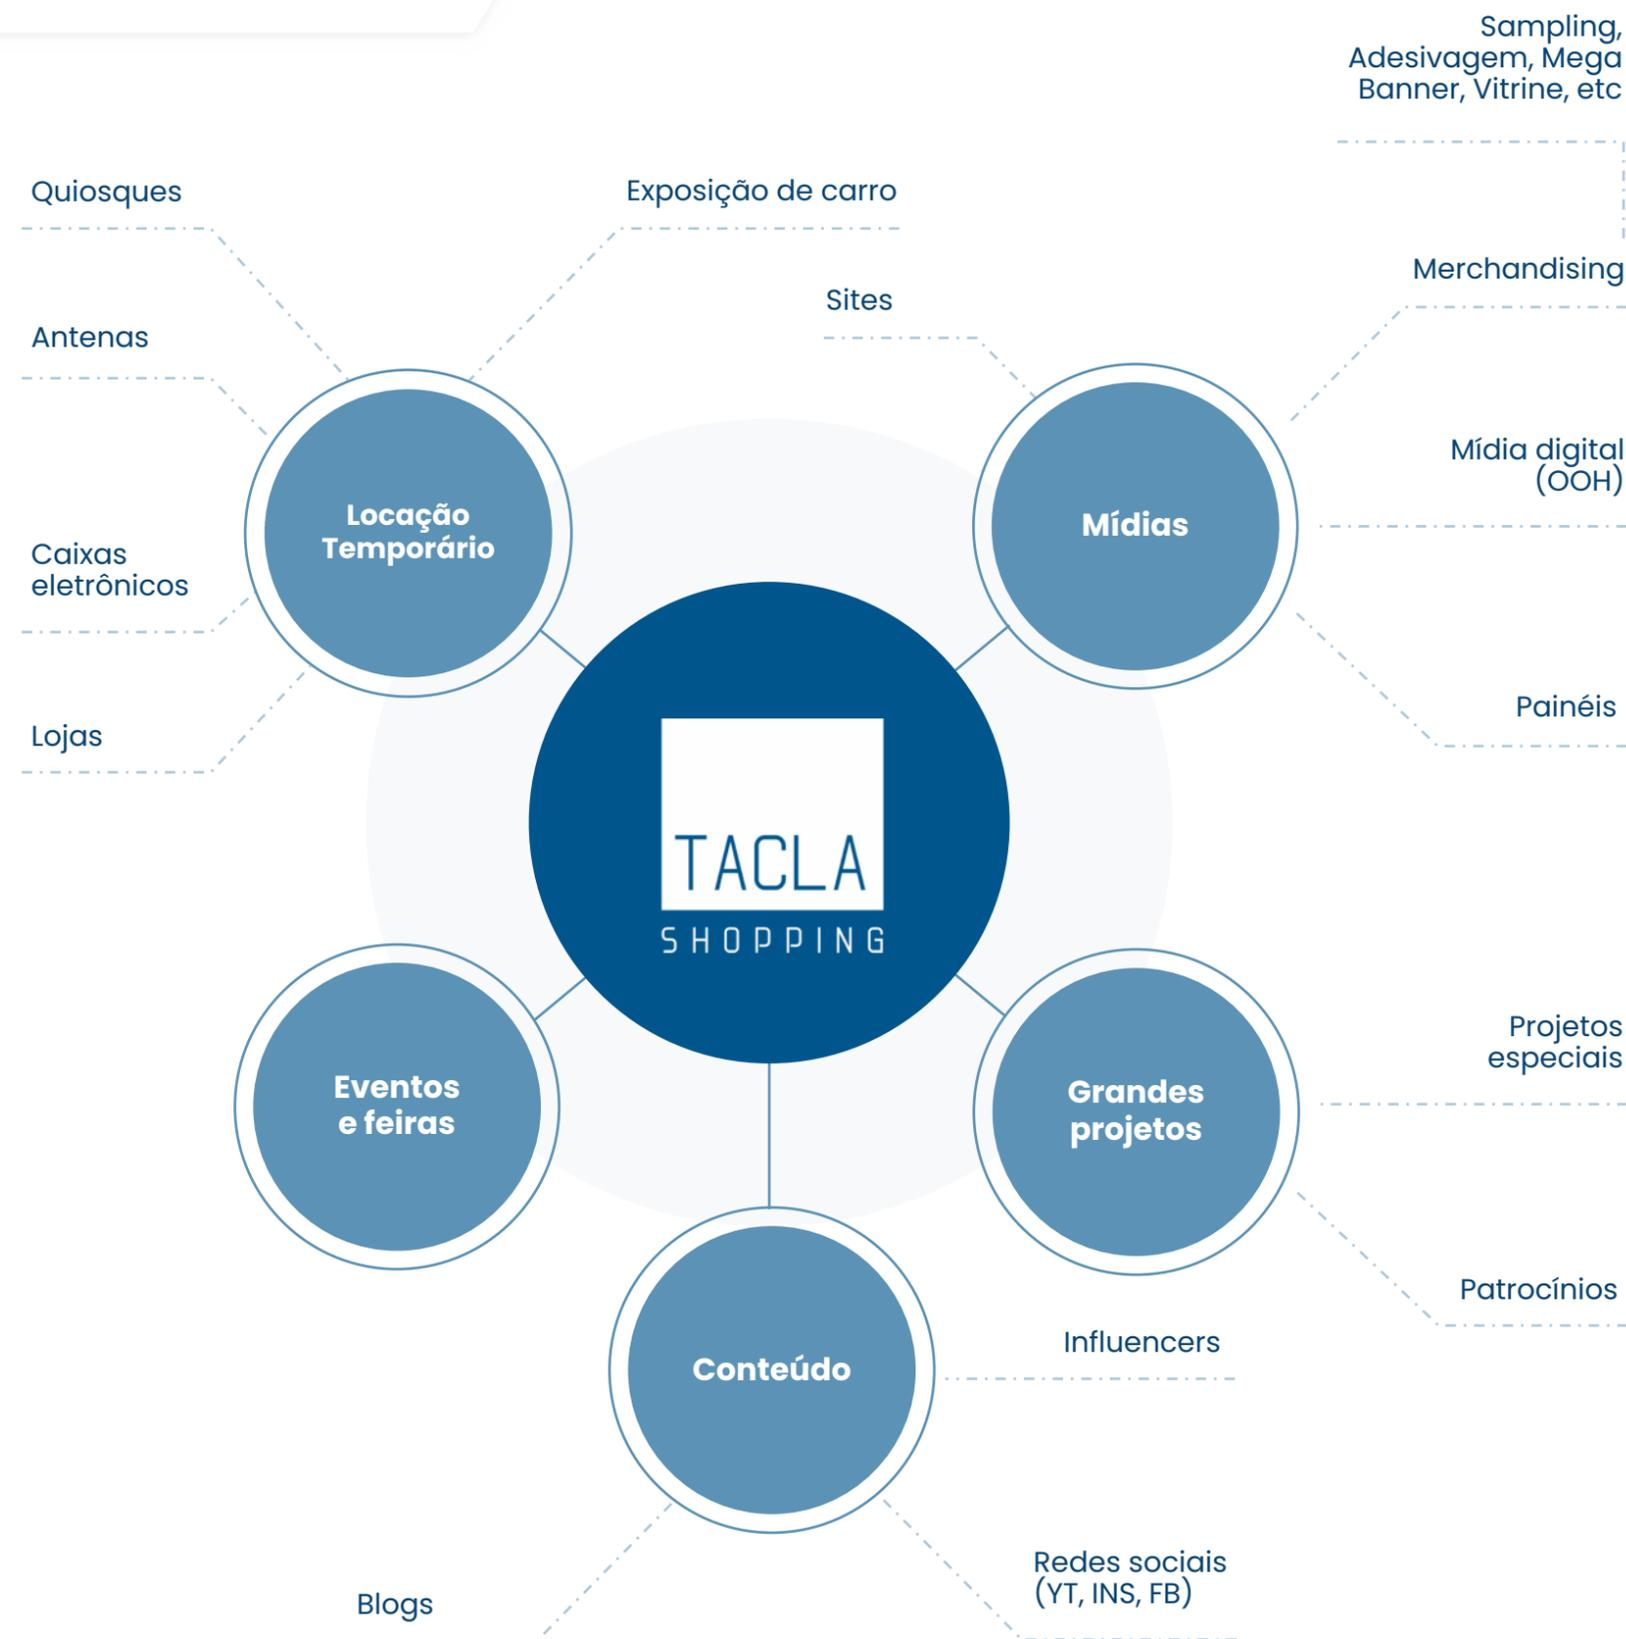 Sampling,
Adesivagem, Mega
Banner, Vitrine, etc
Quiosques
Exposição de carro
Merchandising
Sites
Antenas
Mídia digital
(OOH)
Locação
Temporário
Mídias
Caixas
eletrônicos
Painéis
Lojas
TACLA
SHOPPING
Projetos
especiais
Eventos
e feiras
Grandes
projetos
Patrocínios
Influencers
Conteúdo
Redes sociais
(YT, INS, FB)
Blogs